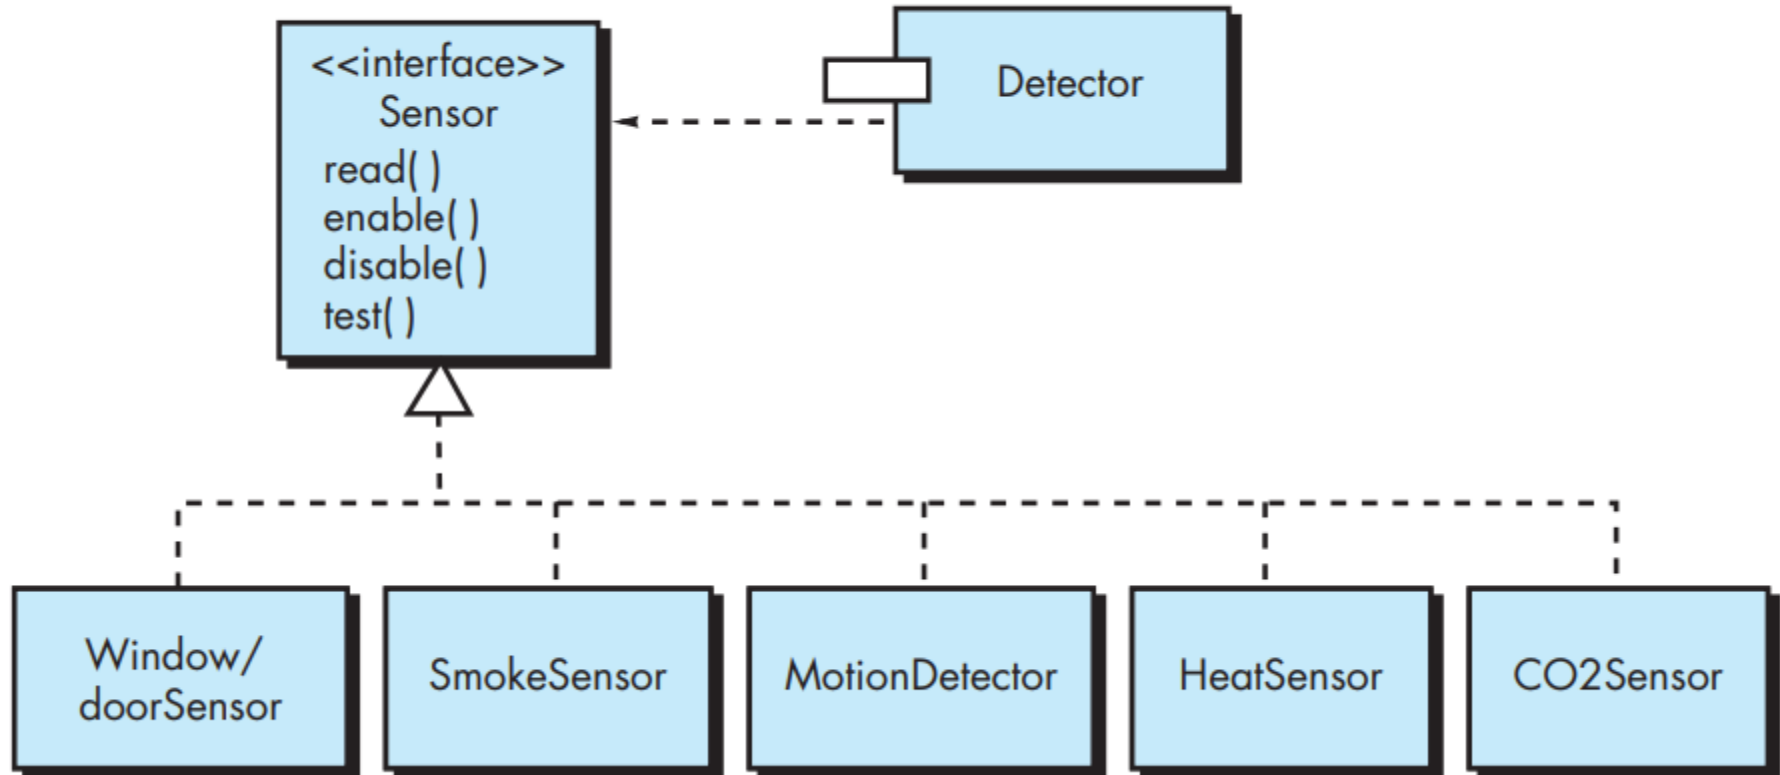 <<interface>>
Sensor
read( )
enable( )
disable( )
test( )
Detector
Window/
doorSensor
SmokeSensor
MotionDetector
HeatSensor
CO2Sensor